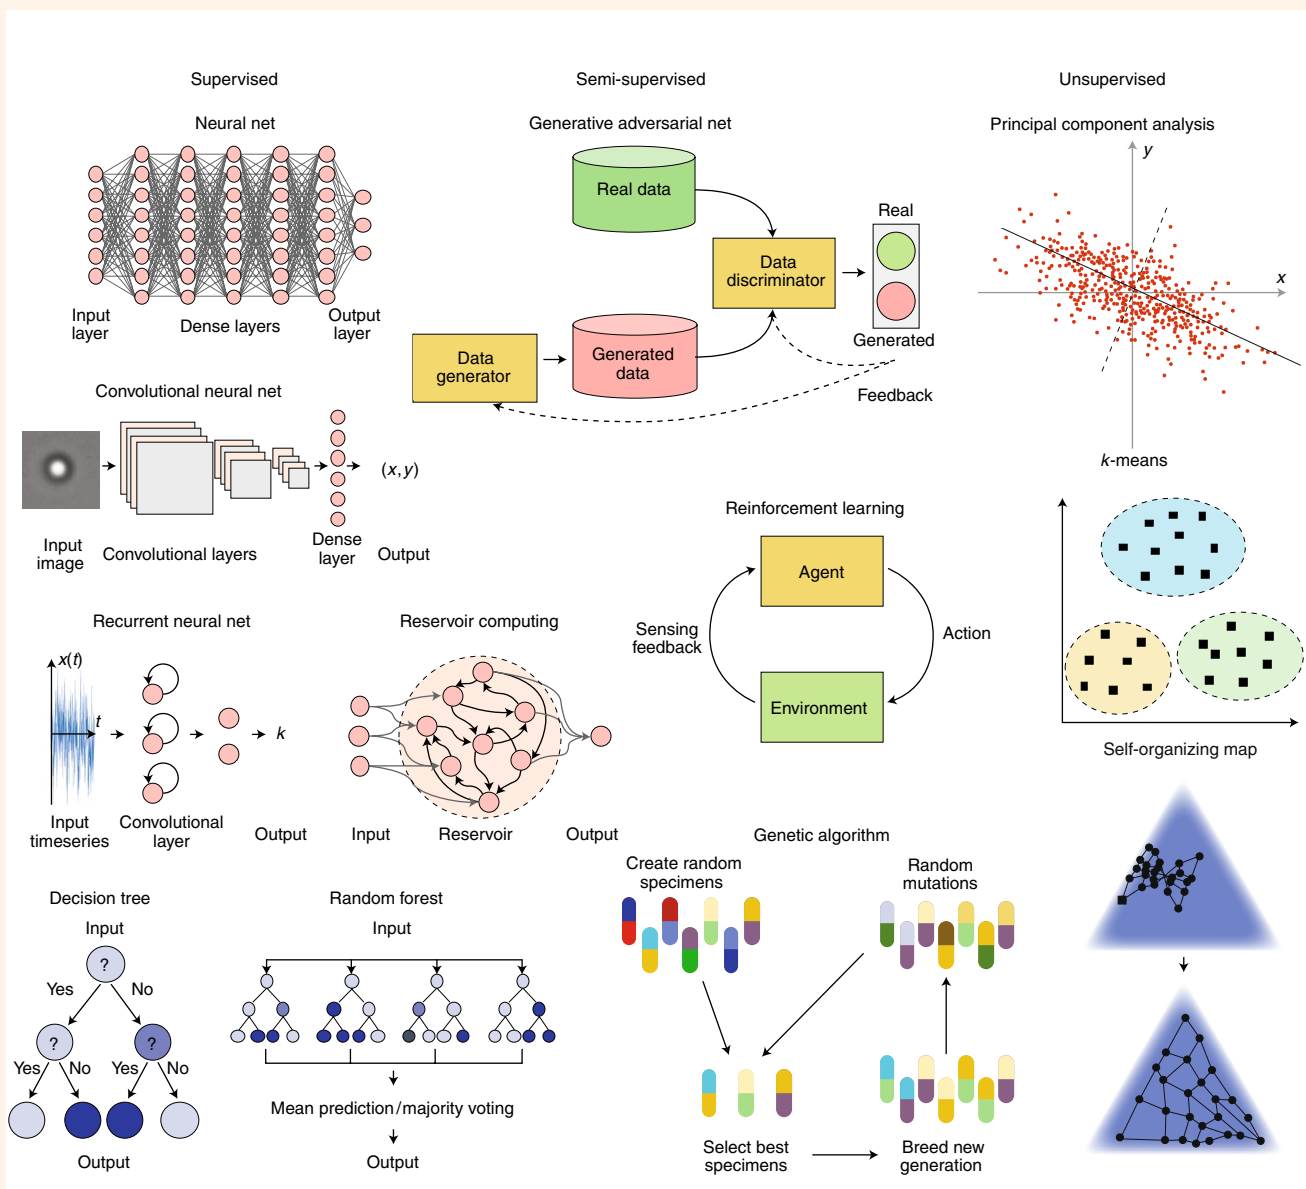 Supervised
Semi-supervised
Unsupervised
Neural net
Input
layer
Dense layers
Output
layer
Generative adversarial net
Real data
Data
discriminator
Real
Generated
Data
generator
Generated
data
Feedback
Principal component analysis
y
x
Convolutional neural net
(x, y)
Input
image
Convolutional layers
Dense
layer
Output
k-means
Reinforcement learning
Agent
Sensing
feedback
Action
Environment
Recurrent neural net
x(t)
t
k
Input
timeseries
Convolutional
layer
Output
Reservoir computing
Input
Reservoir
Output
Self-organizing map
Genetic algorithm
Create random
specimens
Random
mutations
Select best
specimens
Breed new
generation
Decision tree
Input
?
Yes
No
?
?
Yes
No
Yes
No
Output
Random forest
Input
Mean prediction/majority voting
Output